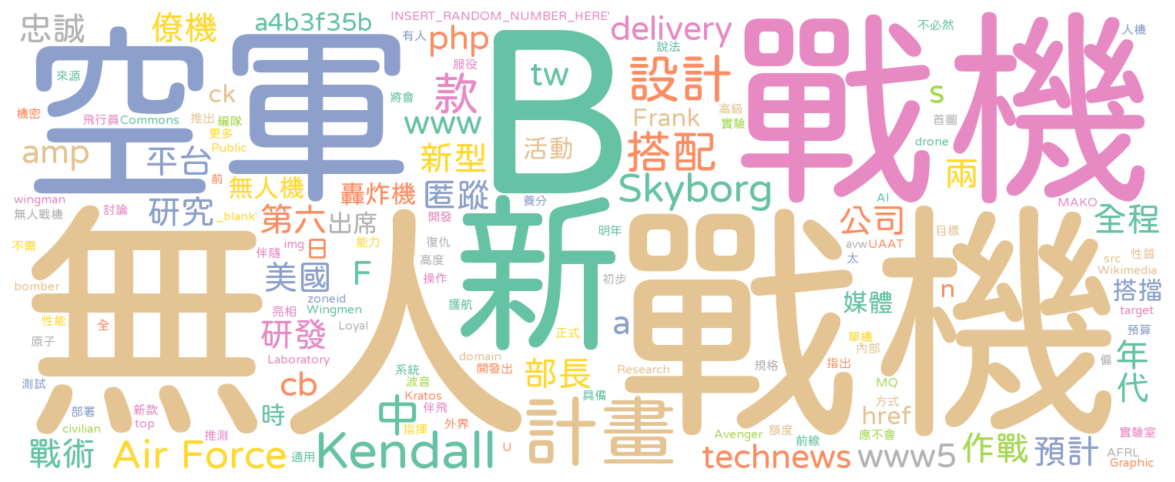 忠誠
僚機
a4b3f35b
INSERT_RANDOM_NUMBER_HERE'
有人
php
服役
款
B
tw
delivery
說法
設計
不必然
人機
戰機
空軍
來源
機密
飛行員
Commons
推出
ck
編隊
更多
Public
將會
www
新型
活動
Frank
搭配
高級
實驗
s
首圖
drone
amp
平台
前
無人機
轟炸機
匿蹤
養分
Skyborg
兩
wingman
無人戰機
討論
研究
_blank'
第六
出席
開發
新
明年
公司
AI
MAKO
全程
不需
bomber
性能
原子
全
伴隨
img
日
能力
復仇
高度
操作
美國
F
zoneid
Wingmen
亮相
Loyal
護航
初步
a
avw
UAAT
太
目標
src
性質
Wikimedia
搭擋
target
媒體
n
無人戰機
研發
Laboratory
正式
domain
開發出
部長
Research
具備
規格
單機
內部
指出
預算
偏
年代
測試
cb
時
系統
波音
Kratos
中
伴飛
指揮
外界
U
計畫
MQ
方式
href
部署
civilian
新款
top
推測
戰術
Air Force
通用
Kendall
Avenger
額度
前線
應不會
technews
www5
作戰
預計
實驗室
AFRL
Graphic